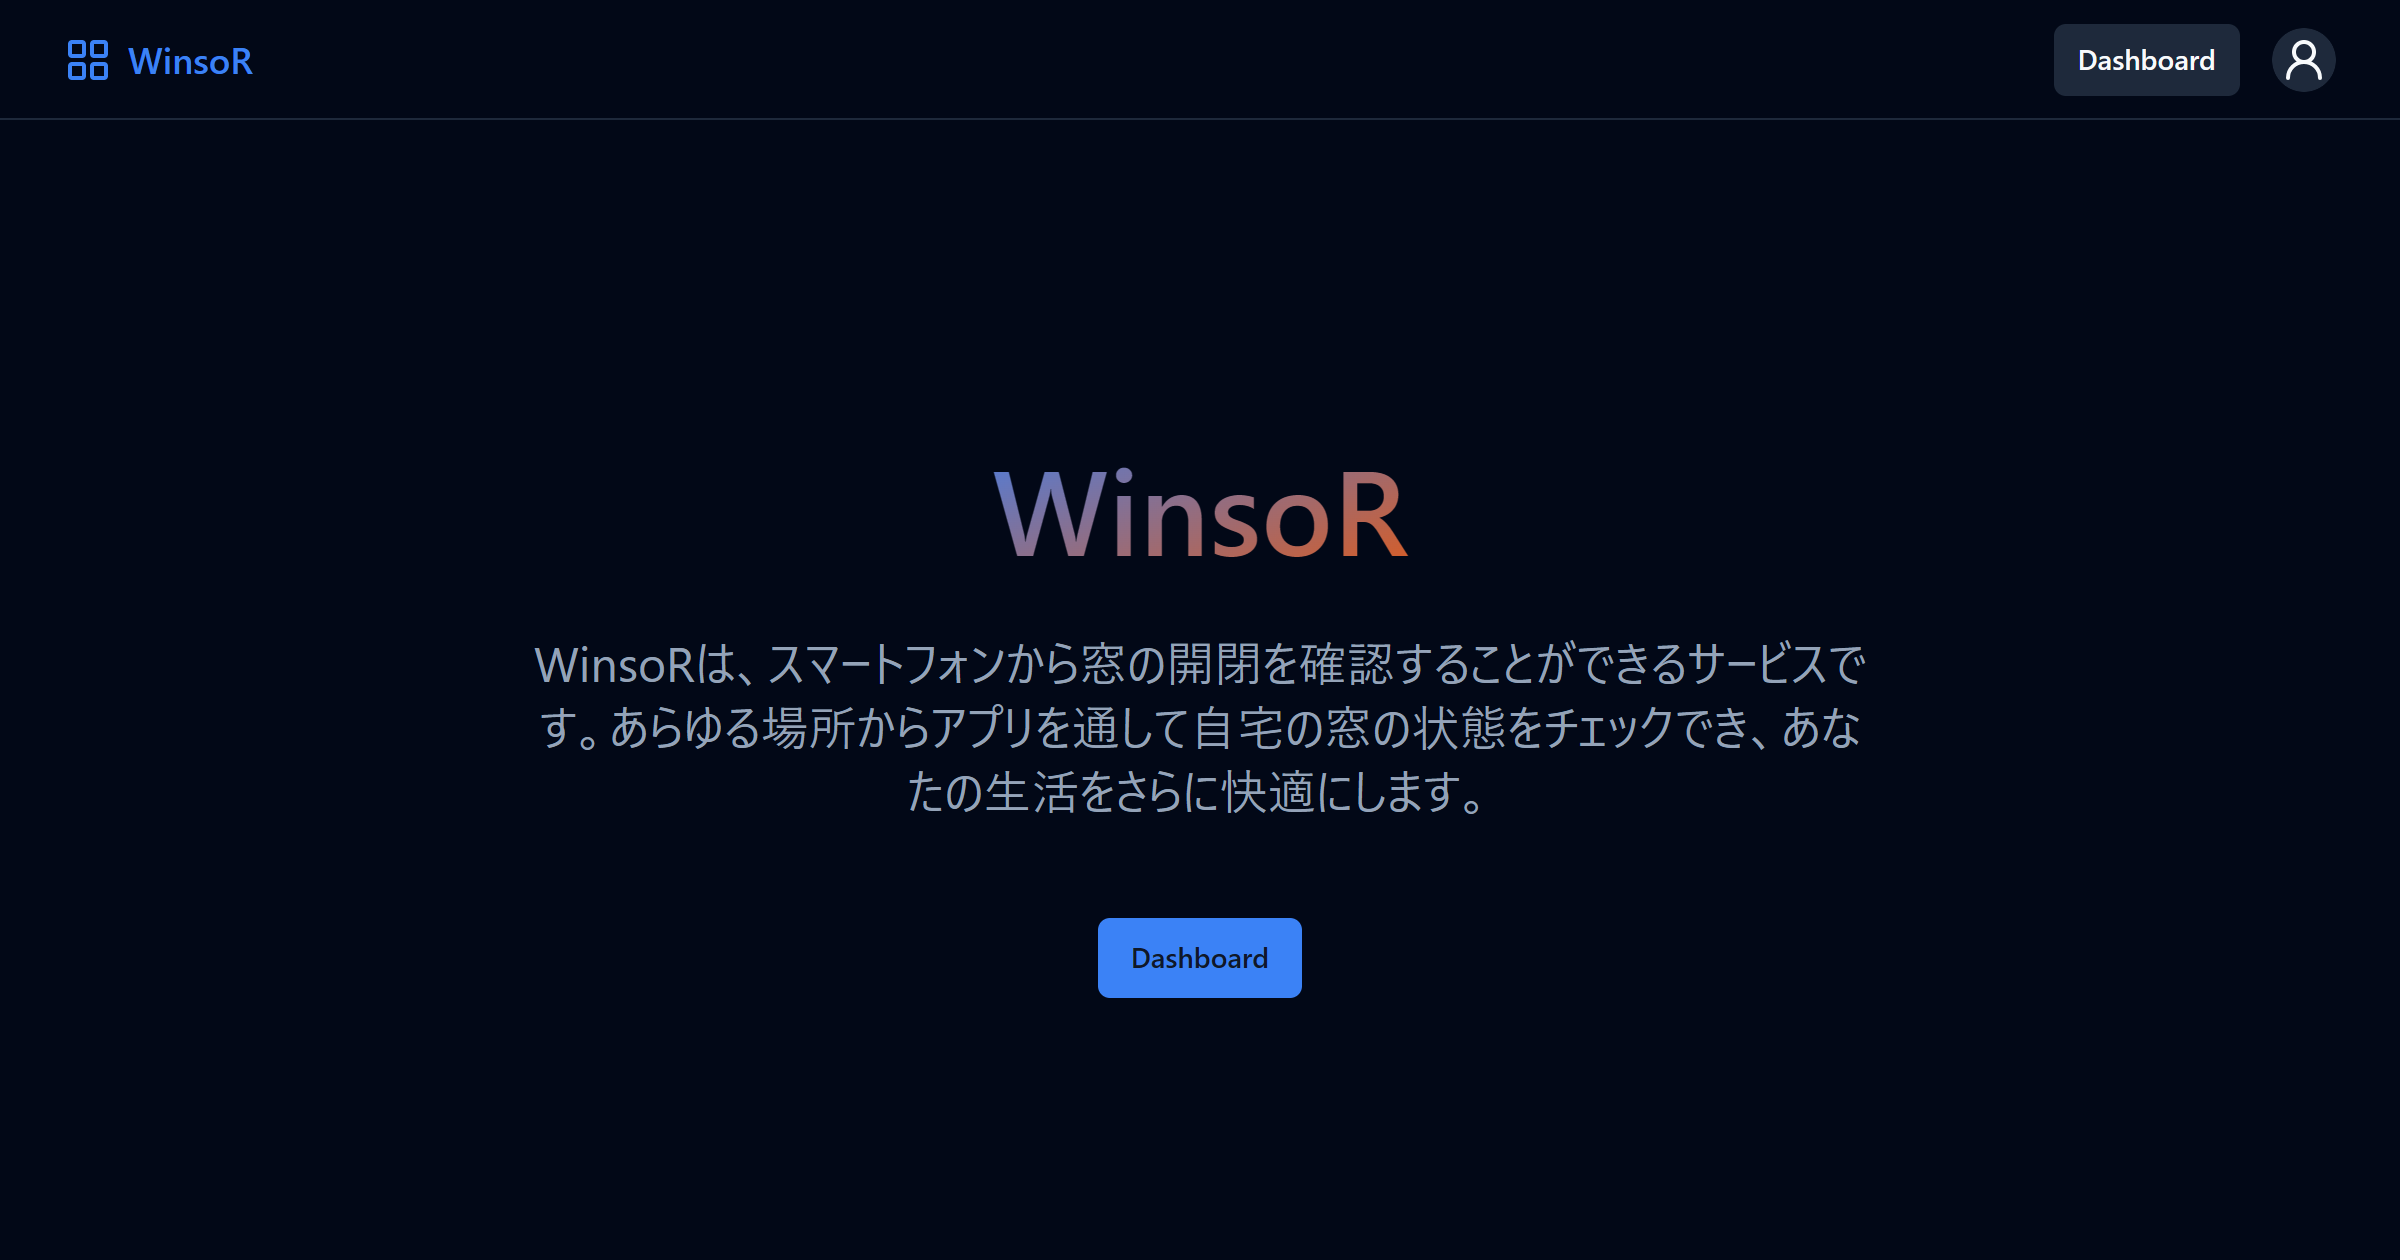 WinsoR
Dashboard
WinsoR
WinsoRは、スマートフォンから窓の開閉を確認することができるサービスで
す。あらゆる場所からアプリを通して自宅の窓の状態をチェックでき、あな
たの生活をさらに快適にします。
Dashboard